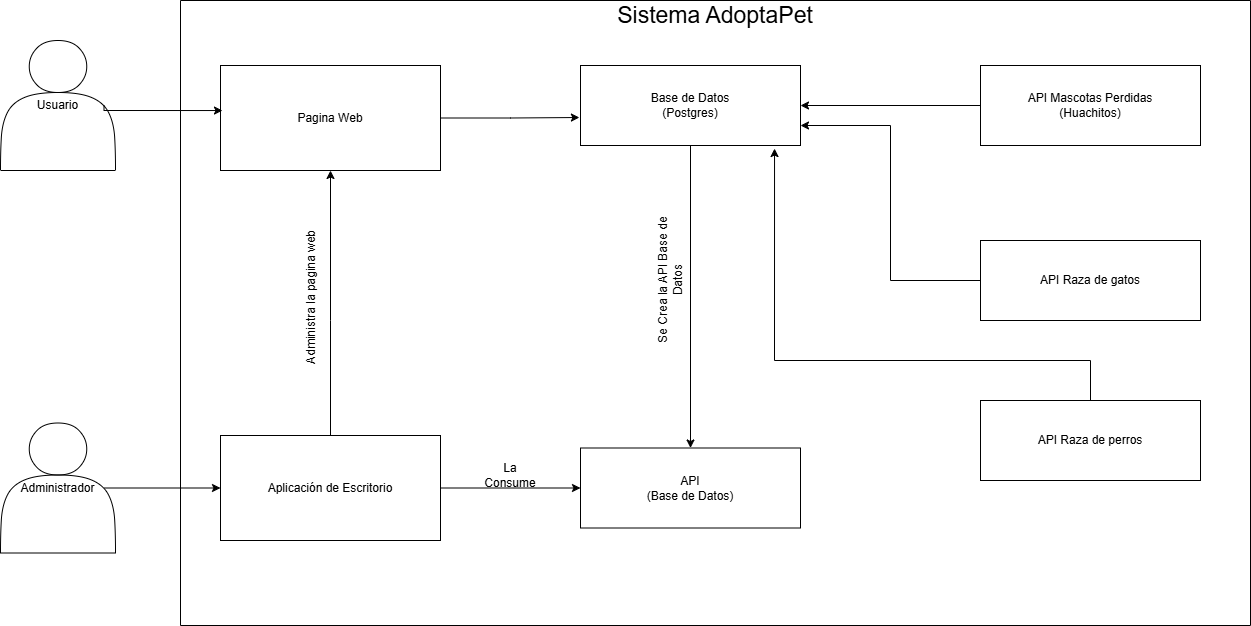 Sistema AdoptaPet
Usuario
Pagina Web
Base de Datos
(Postgres)
API Mascotas Perdidas
(Huachitos)
Administra la pagina web
Se Crea la API Base de
Datos
API Raza de gatos
API Raza de perros
Administrador
Aplicación de Escritorio
La
Consume
API
(Base de Datos)